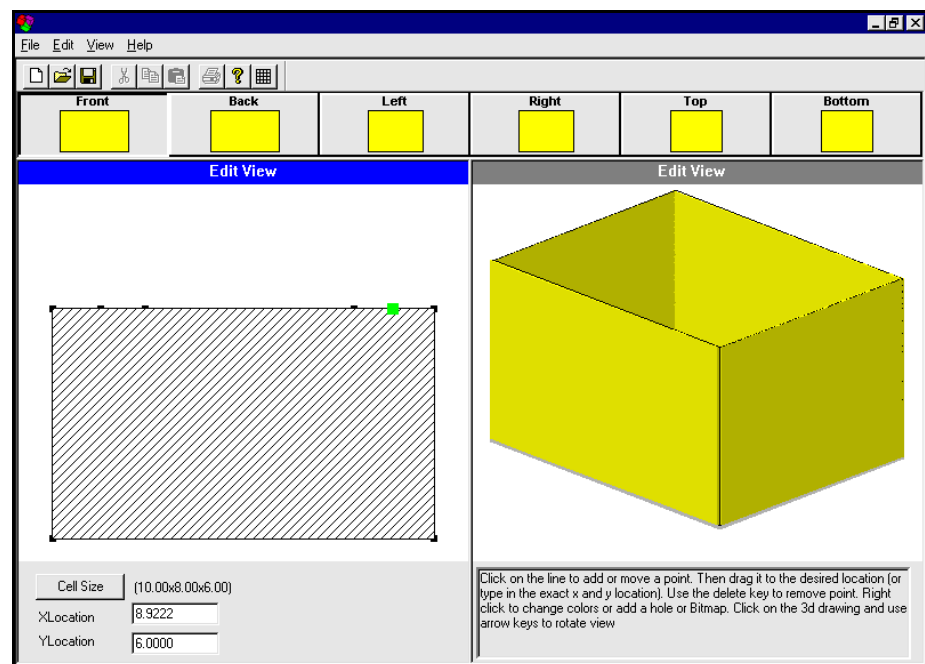 File Edit View Help
Front Back Left Right Top Bottom
Edit View Edit View
Cell Size (10.00x8.00x6.00)
XLocation 8.9222
YLocation 6.0000
Click on the line to add or move a point. Then drag it to the desired location (or
type in the exact x and y location). Use the delete key to remove point. Right
click to change colors or add a hole or Bitmap. Click on the 3d drawing and use
arrow keys to rotate view